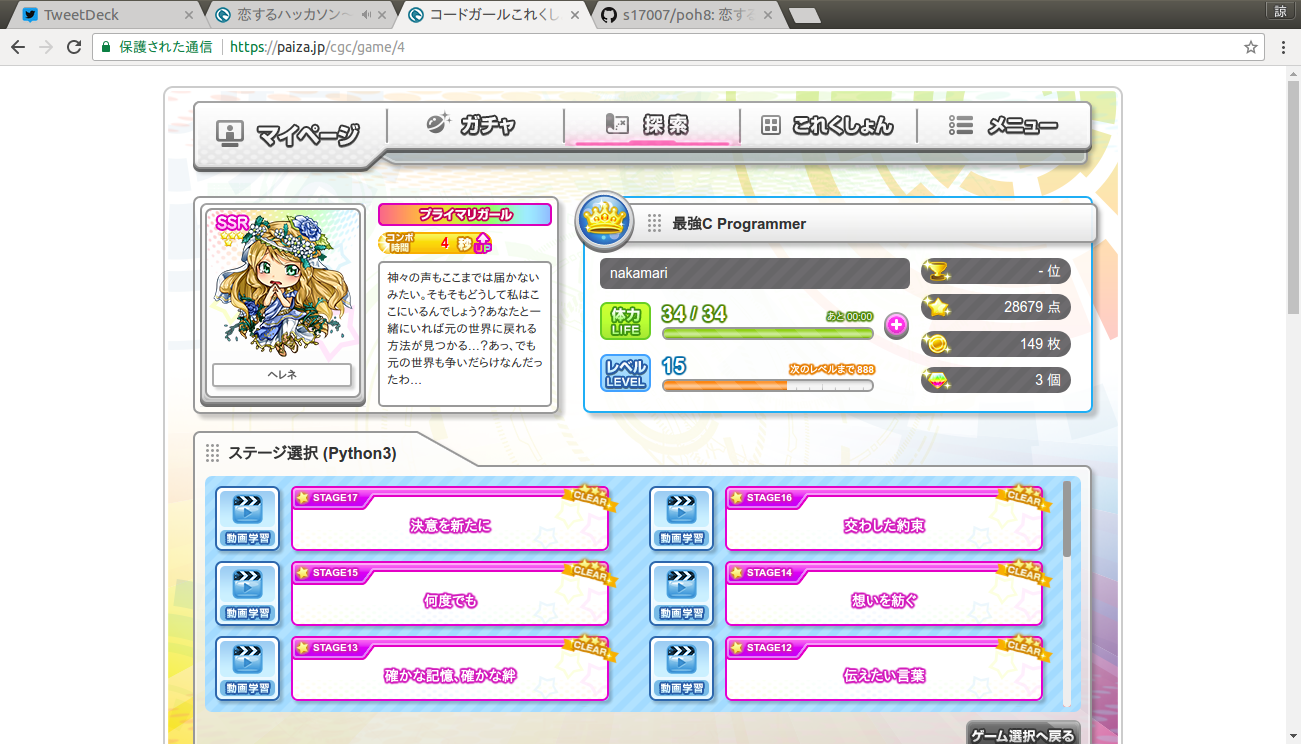 TweetDeck
恋するハッカソン～
コードガールこれくし
s17007/poh8: 恋する
諒
保護された通信
https://paiza.jp/cgc/game/4
マイページ
ガチャ
探索
これくしょん
メニュー
SSR
ヘレネ
プライマリガール
コンボ時間 4 秒 UP
神々の声もここまでは届かない
みたい。そもそもどうして私はこ
こにいるんでしょう?あなたと一
緒にいれば元の世界に戻れる
方法が見つかる…?あっ、でも
元の世界も争いだらけなんだっ
たわ…
最強C Programmer
nakamari
- 位
体力 LIFE
34 / 34
あと 00:00
28679 点
149 枚
レベル LEVEL
15
次のレベルまで 888
3 個
ステージ選択 (Python3)
動画学習
STAGE17
CLEAR
決意を新たに
動画学習
STAGE16
CLEAR
交わした約束
動画学習
STAGE15
CLEAR
何度でも
動画学習
STAGE14
CLEAR
想いを紡ぐ
動画学習
STAGE13
CLEAR
確かな記憶、確かな絆
動画学習
STAGE12
CLEAR
伝えたい言葉
ゲーム選択へ戻る